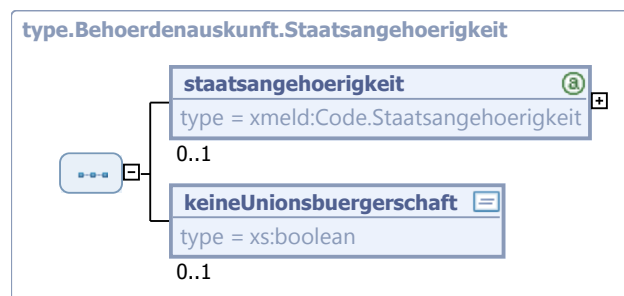 type.Behoerdenauskunft.Staatsangehoerigkeit
staatsangehoerigkeit
type = xmeld:Code.Staatsangehoerigkeit
0..1
keineUnionsbuergerschaft
type = xs:boolean
0..1